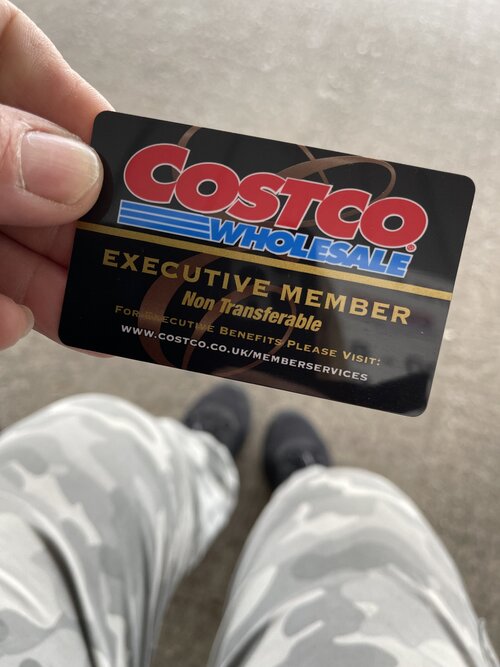 COSTCO®
WHOLESALE
EXECUTIVE MEMBER
Non Transferable
FOR EXECUTIVE BENEFITS PLEASE VISIT:
WWW.COSTCO.CO.UK/MEMBERSERVICES